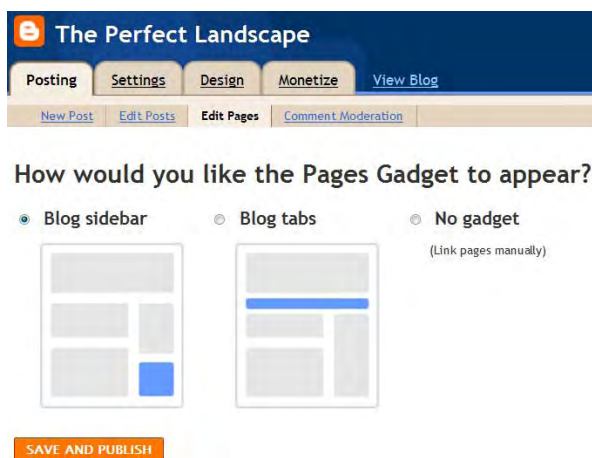 The Perfect Landscape
Posting Settings Design Monetize View Blog
New Post Edit Posts Edit Pages Comment Moderation
How would you like the Pages Gadget to appear?
Blog sidebar Blog tabs No gadget
(Link pages manually)
SAVE AND PUBLISH